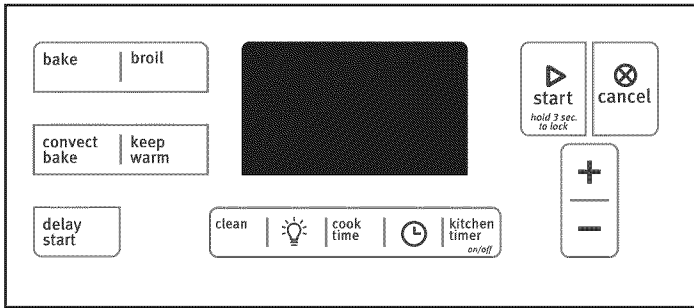 bake
broil
start
hold 3 sec.
to lock
cancel
convect
bake
keep
warm
+
−
delay
start
clean
cook
time
kitchen
timer
on/off